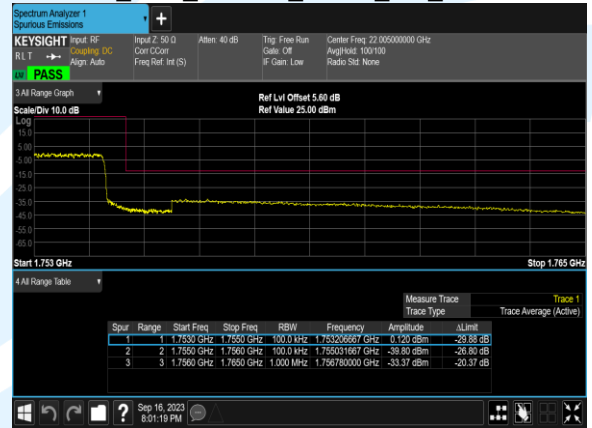 Spectrum Analyzer 1
Spurious Emissions
KEYSIGHT Input: RF Input Z: 50 Ω Atten: 40 dB Trig: Free Run Center Freq: 22.005000000 GHz
RLT Coupling: DC Corr CCorr Gate: Off Avg|Hold: 100/100
Align: Auto Freq Ref: Int (S) IF Gain: Low Radio Std: None
PASS
3 All Range Graph
Ref Lvl Offset 5.60 dB
Scale/Div 10.0 dB Ref Value 25.00 dBm
Log
15.0
5.00
-5.00
-15.0
-25.0
-35.0
-45.0
-55.0
-65.0
Start 1.753 GHz Stop 1.765 GHz
4 All Range Table
Measure Trace Trace 1
Trace Type Trace Average (Active)
Spur Range Start Freq Stop Freq RBW Frequency Amplitude ΔLimit
1 1 1.7530 GHz 1.7550 GHz 100.0 kHz 1.753206667 GHz 0.120 dBm -29.88 dB
2 2 1.7550 GHz 1.7560 GHz 100.0 kHz 1.755031667 GHz -39.80 dBm -26.80 dB
3 3 1.7560 GHz 1.7650 GHz 1.000 MHz 1.756780000 GHz -33.37 dBm -20.37 dB
Sep 16, 2023
8:01:19 PM